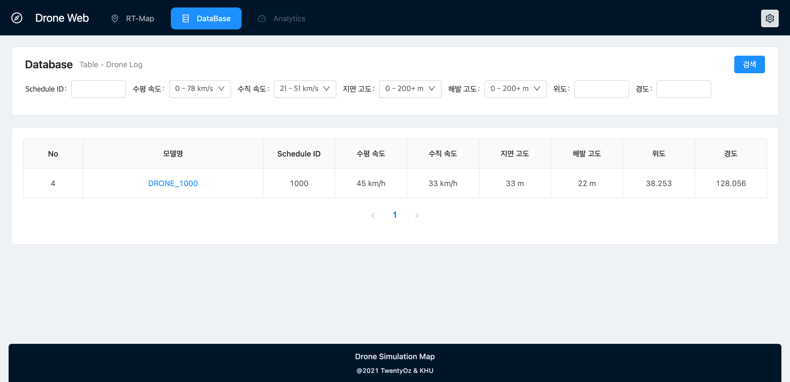 Drone Web RT-Map DataBase Analytics
Database Table - Drone Log 검색
Schedule ID: 수평 속도: 0 - 78 km/s 수직 속도: 21 - 51 km/s 지면 고도: 0 - 200+ m 해발 고도: 0 - 200+ m 위도: 경도:
No 모델명 Schedule ID 수평 속도 수직 속도 지면 고도 해발 고도 위도 경도
4 DRONE_1000 1000 45 km/h 33 km/h 33 m 22 m 38.253 128.056
1
Drone Simulation Map
@2021 TwentyOz & KHU